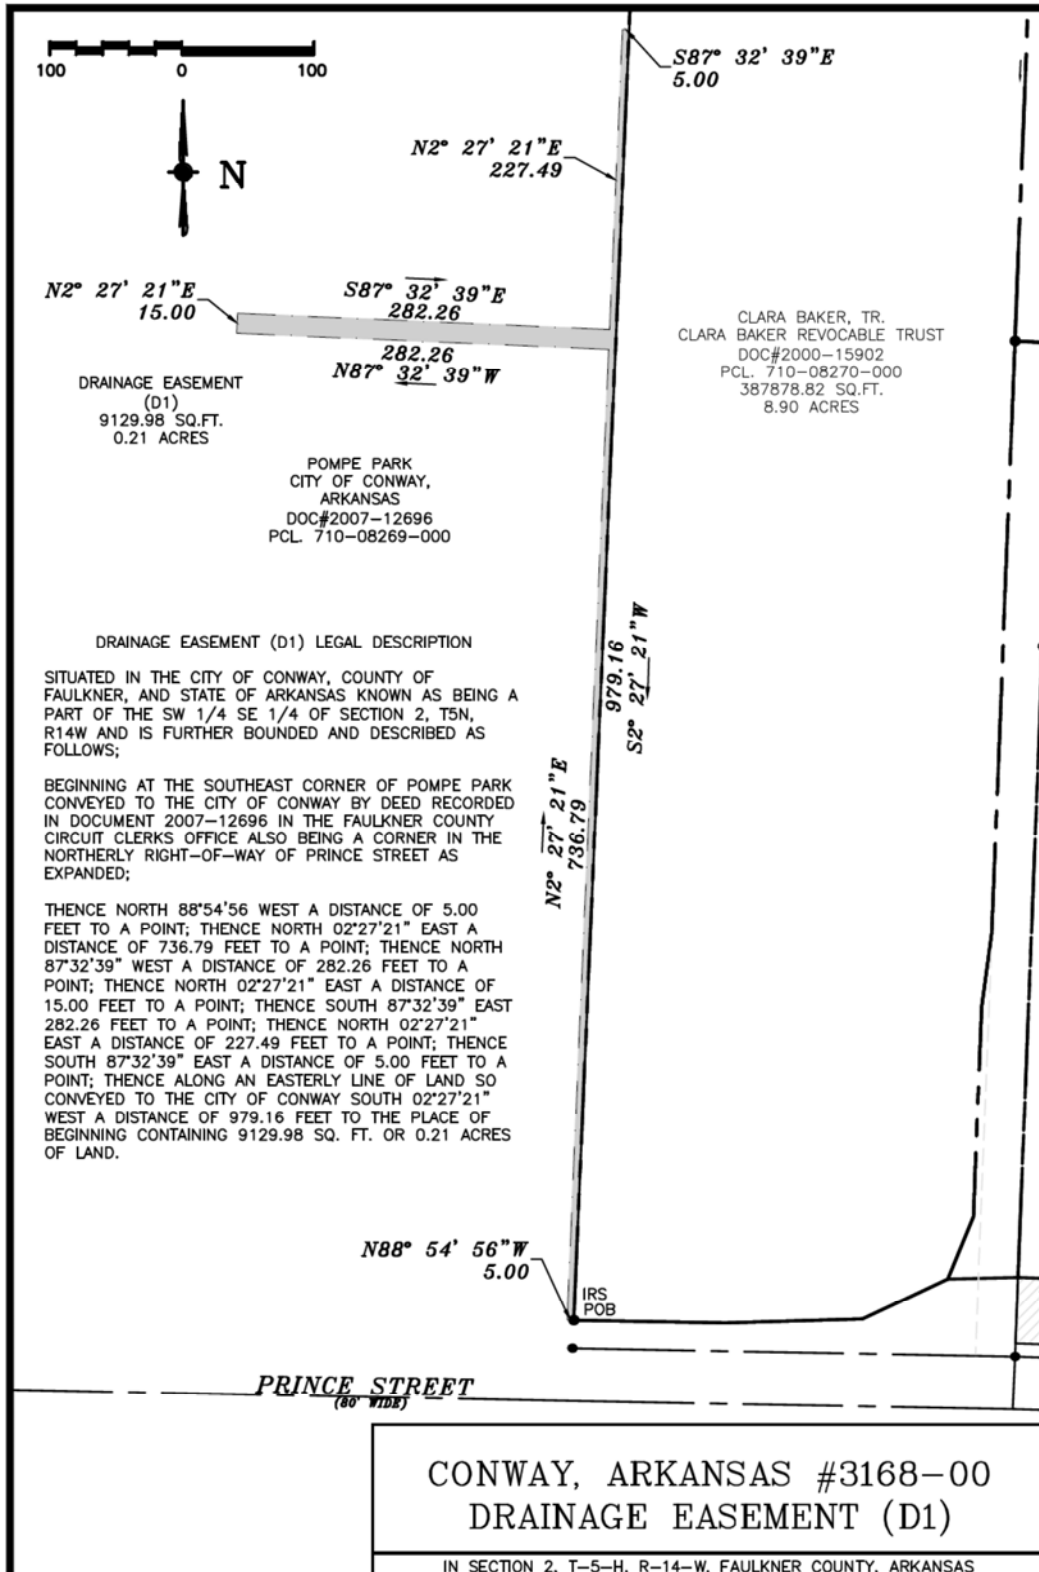 100 0 100
N
S87° 32' 39"E
5.00
N2° 27' 21"E
227.49
N2° 27' 21"E
15.00
S87° 32' 39"E
282.26
282.26
N87° 32' 39"W
DRAINAGE EASEMENT
(D1)
9129.98 SQ.FT.
0.21 ACRES
CLARA BAKER, TR.
CLARA BAKER REVOCABLE TRUST
DOC#2000-15902
PCL. 710-08270-000
387878.82 SQ.FT.
8.90 ACRES
POMPE PARK
CITY OF CONWAY,
ARKANSAS
DOC#2007-12696
PCL. 710-08269-000
979.16
S2° 27' 21"W
N2° 27' 21"E
736.79
DRAINAGE EASEMENT (D1) LEGAL DESCRIPTION
SITUATED IN THE CITY OF CONWAY, COUNTY OF
FAULKNER, AND STATE OF ARKANSAS KNOWN AS BEING A
PART OF THE SW 1/4 SE 1/4 OF SECTION 2, T5N,
R14W AND IS FURTHER BOUNDED AND DESCRIBED AS
FOLLOWS;
BEGINNING AT THE SOUTHEAST CORNER OF POMPE PARK
CONVEYED TO THE CITY OF CONWAY BY DEED RECORDED
IN DOCUMENT 2007-12696 IN THE FAULKNER COUNTY
CIRCUIT CLERKS OFFICE ALSO BEING A CORNER IN THE
NORTHERLY RIGHT-OF-WAY OF PRINCE STREET AS
EXPANDED;
THENCE NORTH 88°54'56 WEST A DISTANCE OF 5.00
FEET TO A POINT; THENCE NORTH 02°27'21" EAST A
DISTANCE OF 736.79 FEET TO A POINT; THENCE NORTH
87°32'39" WEST A DISTANCE OF 282.26 FEET TO A
POINT; THENCE NORTH 02°27'21" EAST A DISTANCE OF
15.00 FEET TO A POINT; THENCE SOUTH 87°32'39" EAST
282.26 FEET TO A POINT; THENCE NORTH 02°27'21"
EAST A DISTANCE OF 227.49 FEET TO A POINT; THENCE
SOUTH 87°32'39" EAST A DISTANCE OF 5.00 FEET TO A
POINT; THENCE ALONG AN EASTERLY LINE OF LAND SO
CONVEYED TO THE CITY OF CONWAY SOUTH 02°27'21"
WEST A DISTANCE OF 979.16 FEET TO THE PLACE OF
BEGINNING CONTAINING 9129.98 SQ. FT. OR 0.21 ACRES
OF LAND.
N88° 54' 56"W
5.00
IRS
POB
PRINCE STREET
(80' WIDE)
CONWAY, ARKANSAS #3168-00
DRAINAGE EASEMENT (D1)
IN SECTION 2, T-5-H, R-14-W, FAULKNER COUNTY, ARKANSAS